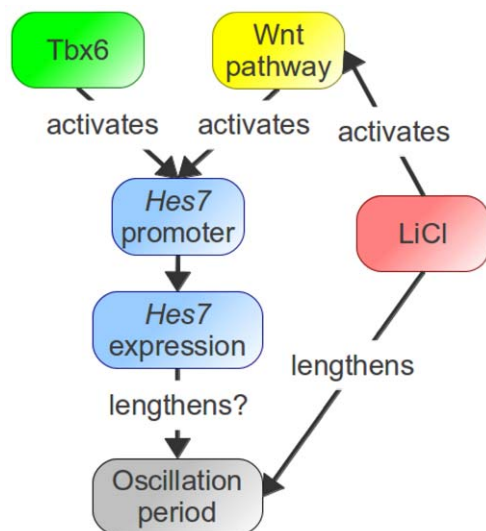 Tbx6
Wnt
pathway
activates
activates
activates
Hes7
promoter
LiCl
Hes7
expression
lengthens
lengthens?
Oscillation
period